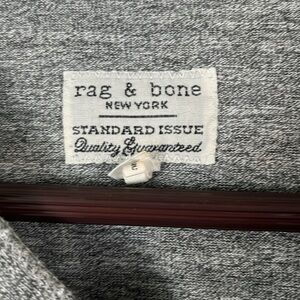 rag & bone
NEW YORK
STANDARD ISSUE
Quality Guaranteed